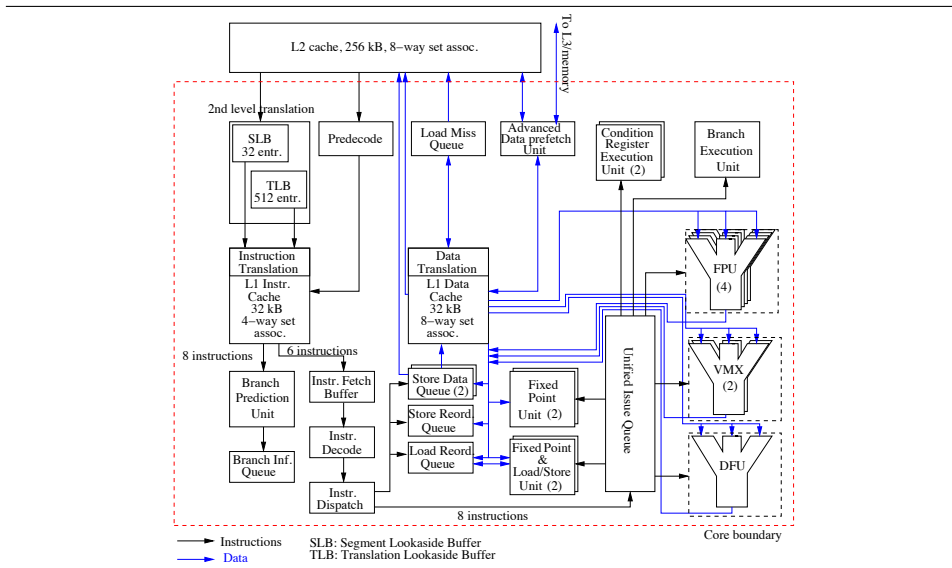 L2 cache, 256 kB, 8−way set assoc.
To L3/memory
2nd level translation
SLB
32 entr.
TLB
512 entr.
Predecode
Load Miss
Queue
Advanced
Data prefetch
Unit
Condition
Register
Execution
Unit (2)
Branch
Execution
Unit
Instruction
Translation
L1 Instr.
Cache
32 kB
4−way set
assoc.
Data
Translation
L1 Data
Cache
32 kB
8−way set
assoc.
FPU
(4)
VMX
(2)
DFU
8 instructions
6 instructions
Branch
Prediction
Unit
Branch Inf.
Queue
Instr. Fetch
Buffer
Instr.
Decode
Instr.
Dispatch
Store Data
Queue (2)
Store Reord.
Queue
Load Reord.
Queue
Fixed
Point
Unit (2)
Fixed Point
&
Load/Store
Unit (2)
Unified Issue Queue
8 instructions
Core boundary
Instructions
Data
SLB: Segment Lookaside Buffer
TLB: Translation Lookaside Buffer